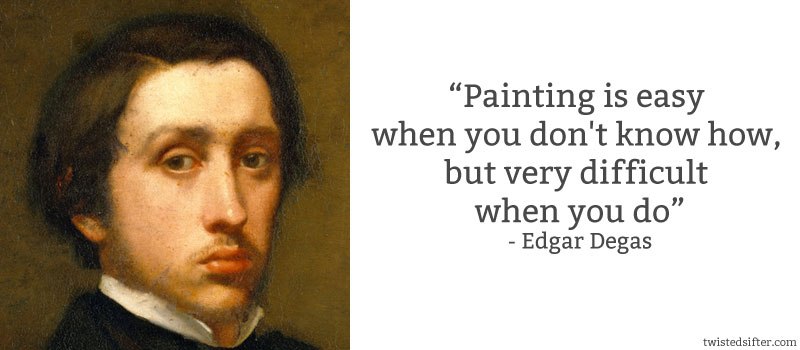 “Painting is easy
when you don't know how,
but very difficult
when you do”
- Edgar Degas
twistedsifter.com